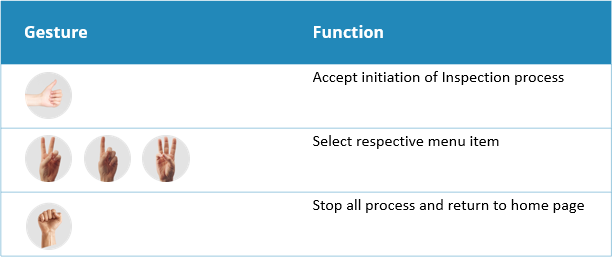 Gesture Function
Accept initiation of Inspection process
Select respective menu item
Stop all process and return to home page